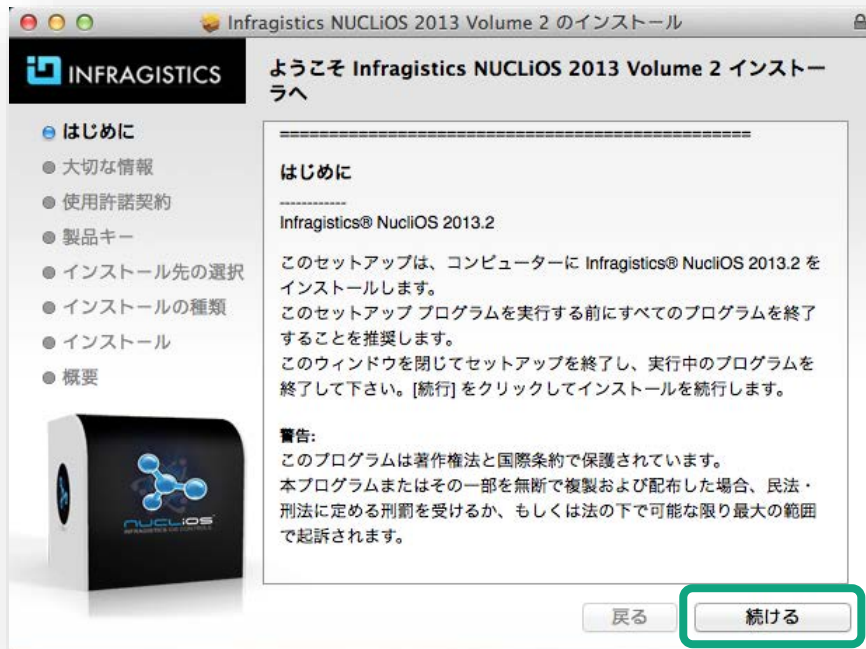 Infragistics NUCLiOS 2013 Volume 2 のインストール
INFRAGISTICS
ようこそ Infragistics NUCLiOS 2013 Volume 2 インストー
ラへ
はじめに
大切な情報
使用許諾契約
製品キー
インストール先の選択
インストールの種類
インストール
概要
================================================
はじめに
------------
Infragistics® NucliOS 2013.2
このセットアップは、コンピューターに Infragistics® NucliOS 2013.2 を
インストールします。
このセットアップ プログラムを実行する前にすべてのプログラムを終了
することを推奨します。
このウィンドウを閉じてセットアップを終了し、実行中のプログラムを
終了して下さい。[続行] をクリックしてインストールを続行します。
警告:
このプログラムは著作権法と国際条約で保護されています。
本プログラムまたはその一部を無断で複製および配布した場合、民法・
刑法に定める刑罰を受けるか、もしくは法の下で可能な限り最大の範囲
で起訴されます。
NUCLiOS
INFRAGISTICS IOS CONTROLS
戻る
続ける